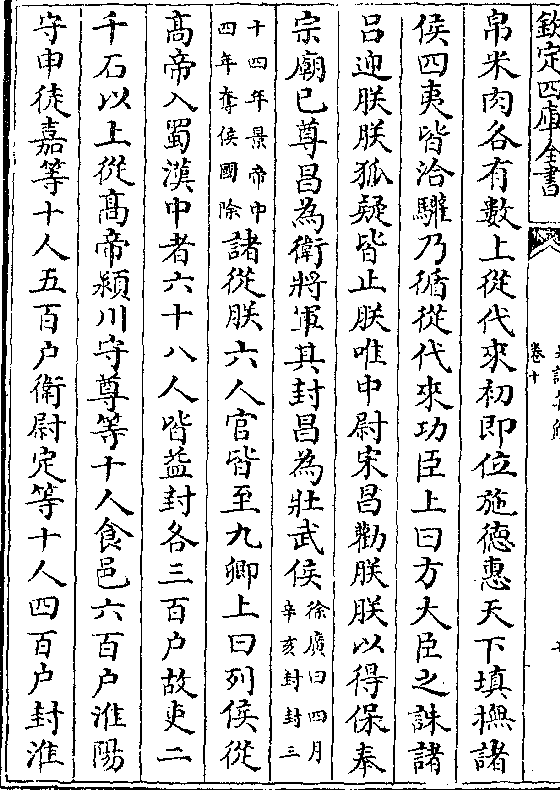 欽定四庫全書
卷十
帛米肉各有數上從代來初即位施德惠天下填撫諸
侯四夷皆洽驩乃循從代來功臣上曰方大臣之誅諸
吕迎朕朕狐疑皆止朕唯中尉宋昌勸朕朕以得保奉
宗廟已尊昌為衛將軍其封昌為壯武侯徐廣曰四月辛亥封封三
十四年景帝中四年奪侯國除諸從朕六人官皆至九卿上曰列侯從
髙帝入蜀漢中者六十八人皆益封各三百户故吏二
千石以上從髙帝潁川守尊等十人食邑六百户淮陽
守申徒嘉等十人五百户衛尉定等十人四百户封淮